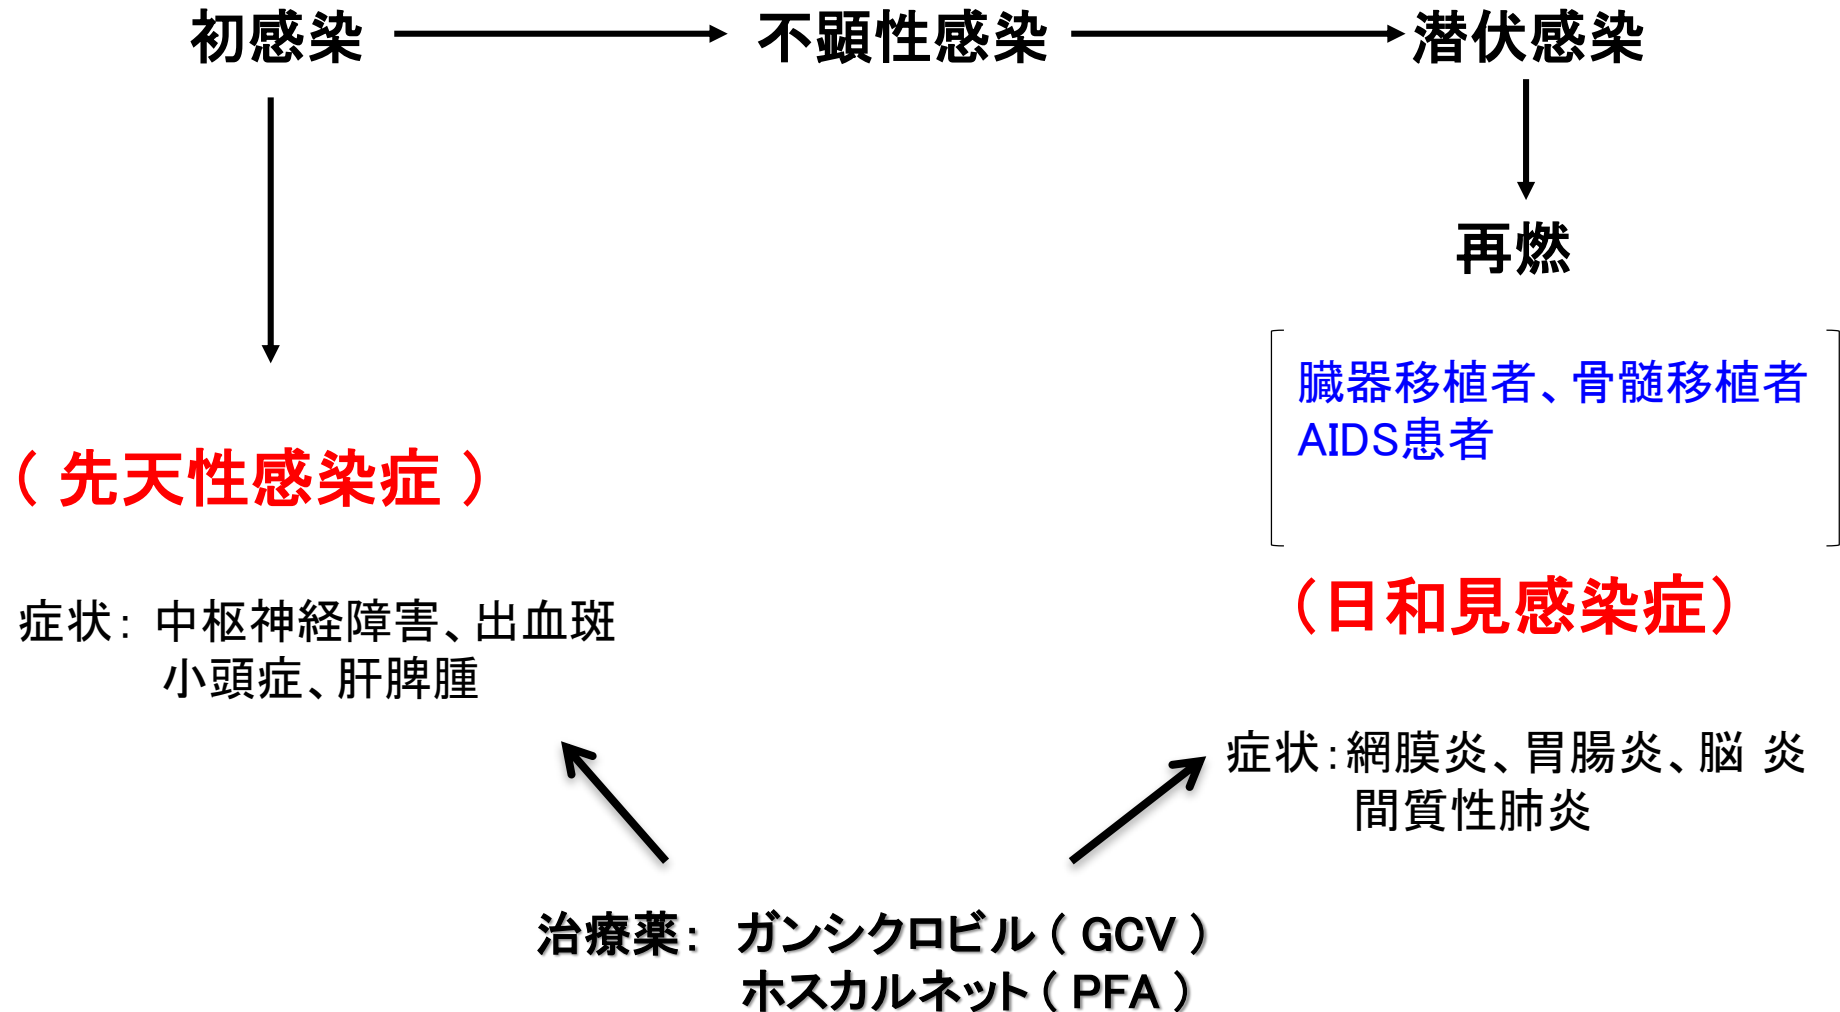 初感染
不顕性感染
潜伏感染
再燃
臓器移植者、骨髄移植者
AIDS患者
( 先天性感染症 )
(日和見感染症)
症状: 中枢神経障害、出血斑
小頭症、肝脾腫
症状:網膜炎、胃腸炎、脳 炎
間質性肺炎
治療薬: ガンシクロビル ( GCV )
ホスカルネット ( PFA )